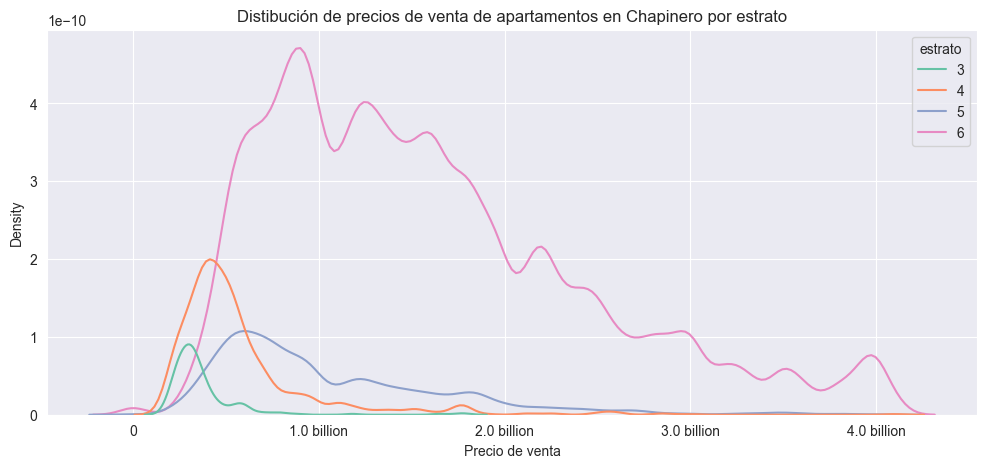 Distibución de precios de venta de apartamentos en Chapinero por estrato
1e−10
estrato
3
4
5
6
4
3
2
1
0
Density
0 1.0 billion 2.0 billion 3.0 billion 4.0 billion
Precio de venta